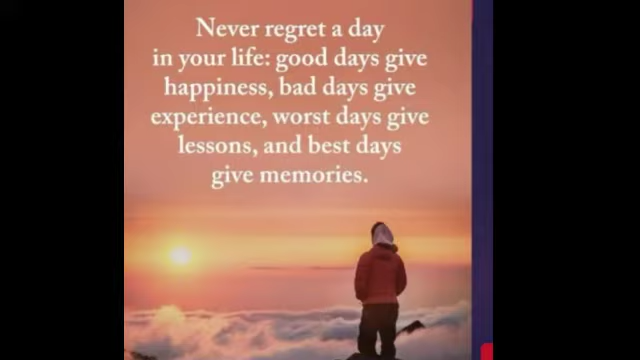 Never regret a day
in your life: good days give
happiness, bad days give
experience, worst days give
lessons, and best days
give memories.